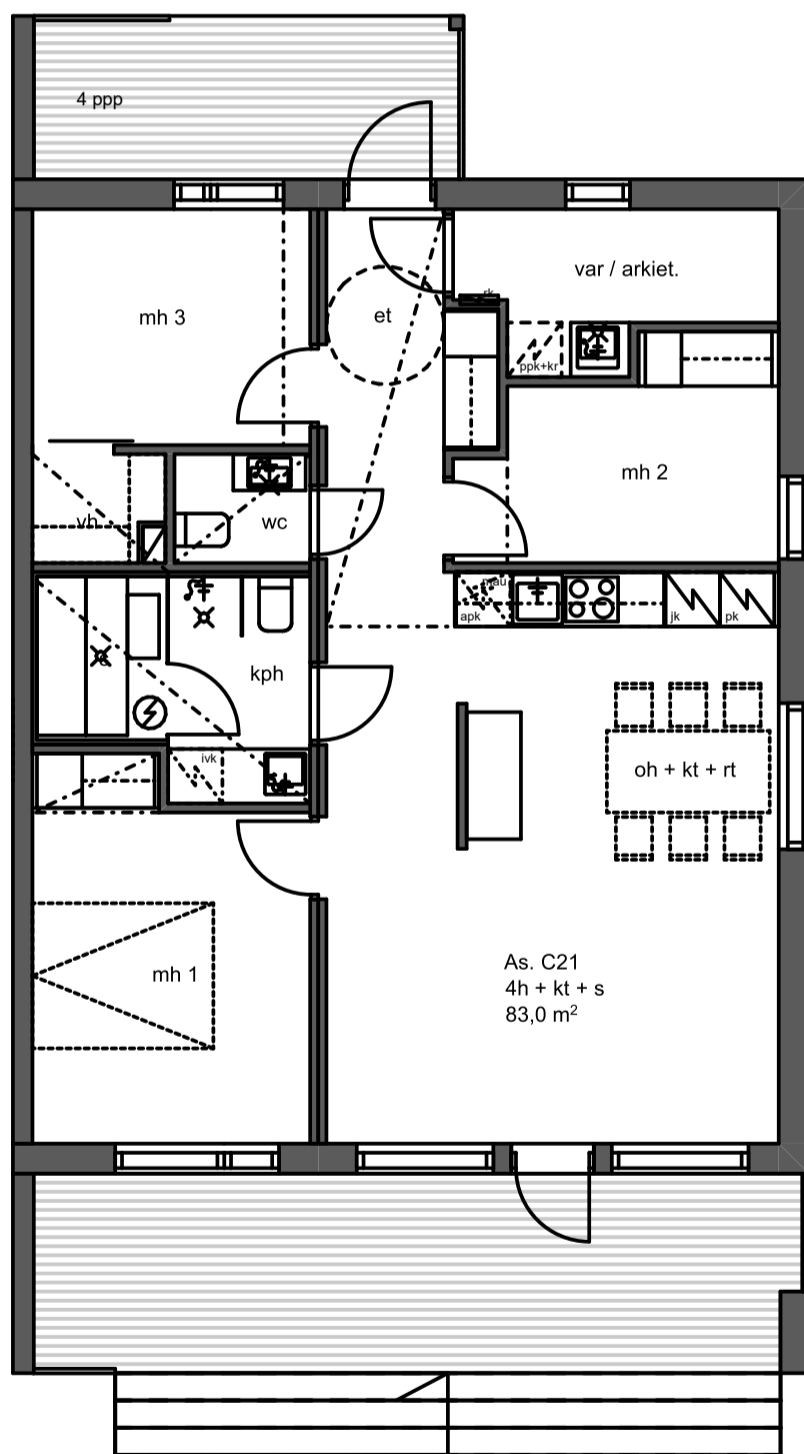 4 ppp
var / arkiet.
rk
mh 3
et
ppk+kr
mh 2
vh
wc
mau
apk
jk
pk
kph
ivk
oh + kt + rt
mh 1
As. C21
4h + kt + s
83,0 m²